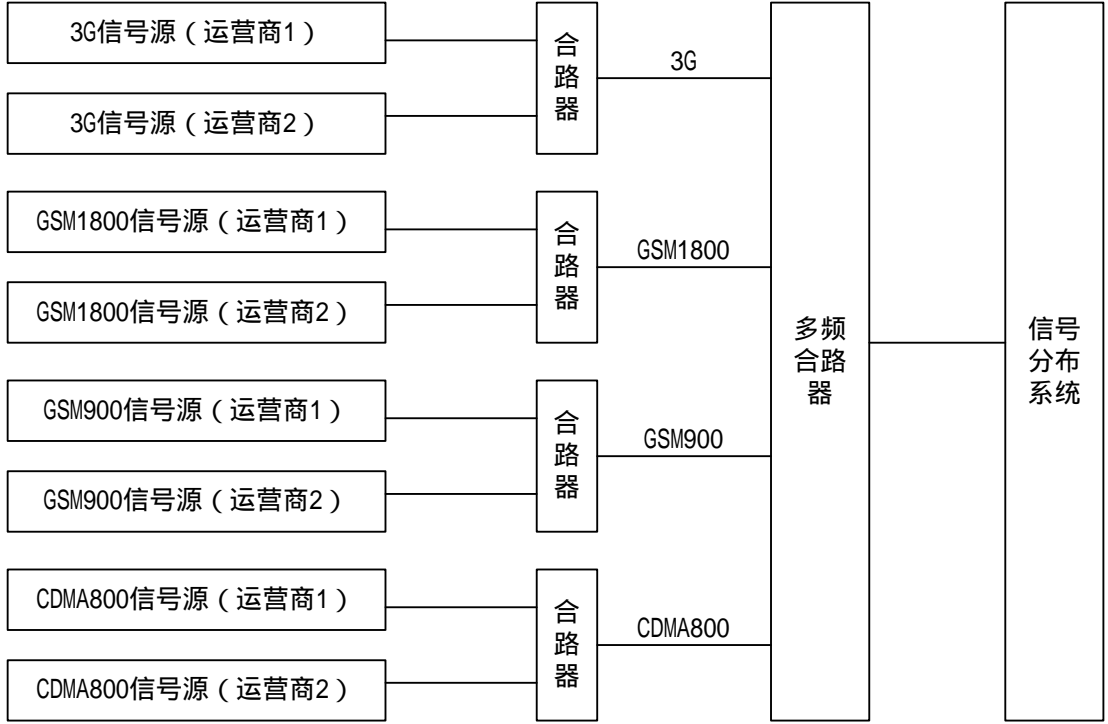 3G信号源（运营商1）
3G信号源（运营商2）
合
路
器
3G
GSM1800信号源（运营商1）
GSM1800信号源（运营商2）
合
路
器
GSM1800
GSM900信号源（运营商1）
GSM900信号源（运营商2）
合
路
器
GSM900
CDMA800信号源（运营商1）
CDMA800信号源（运营商2）
合
路
器
CDMA800
多频
合路
器
信号
分布
系统